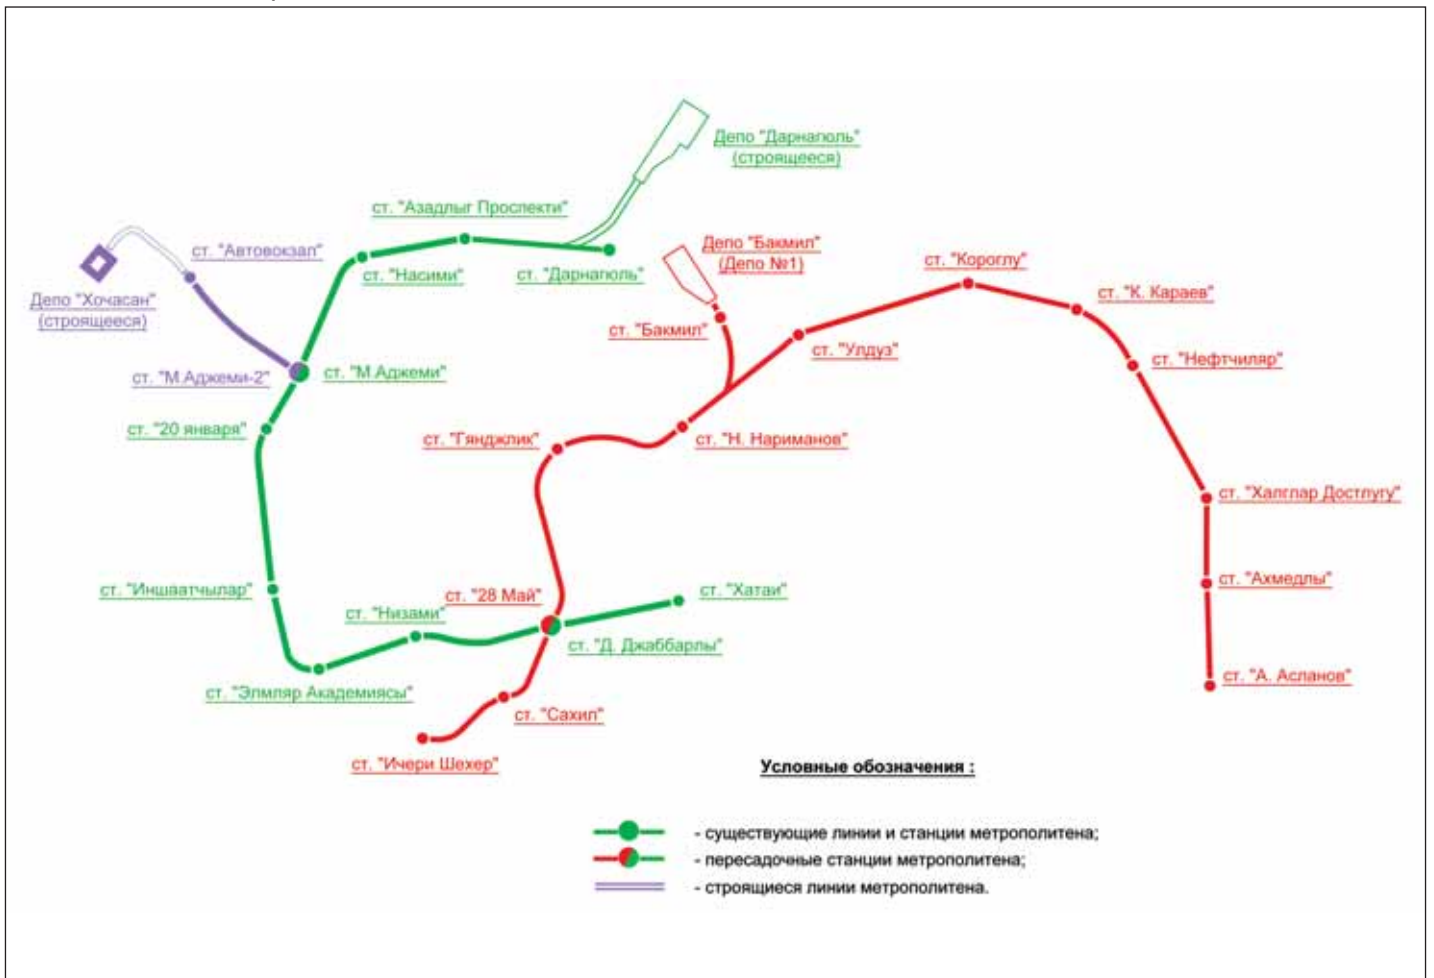 Депо "Дарнагюль"
(строящееся)
ст. "Азадлыг Проспекти"
ст. "Автовокзал"
ст. "Насими"
ст. "Дарнагюль"
Депо "Бакмил"
(Депо №1)
ст. "Короглу"
Депо "Хочасан"
(строящееся)
ст. "К. Караев"
ст. "Бакмил"
ст. "Улдуз"
ст. "Нефтчиляр"
ст. "М.Аджеми-2"
ст. "М.Аджеми"
ст. "20 января"
ст. "Гянджлик"
ст. "Н. Нариманов"
ст. "Халглар Достлугу"
ст. "Ахмедлы"
ст. "Иншаатчылар"
ст. "28 Май"
ст. "Хатаи"
ст. "Низами"
ст. "Д. Джаббарлы"
ст. "А. Асланов"
ст. "Элмляр Академиясы"
ст. "Сахил"
ст. "Ичери Шехер"
Условные обозначения :
- существующие линии и станции метрополитена;
- пересадочные станции метрополитена;
- строящиеся линии метрополитена.